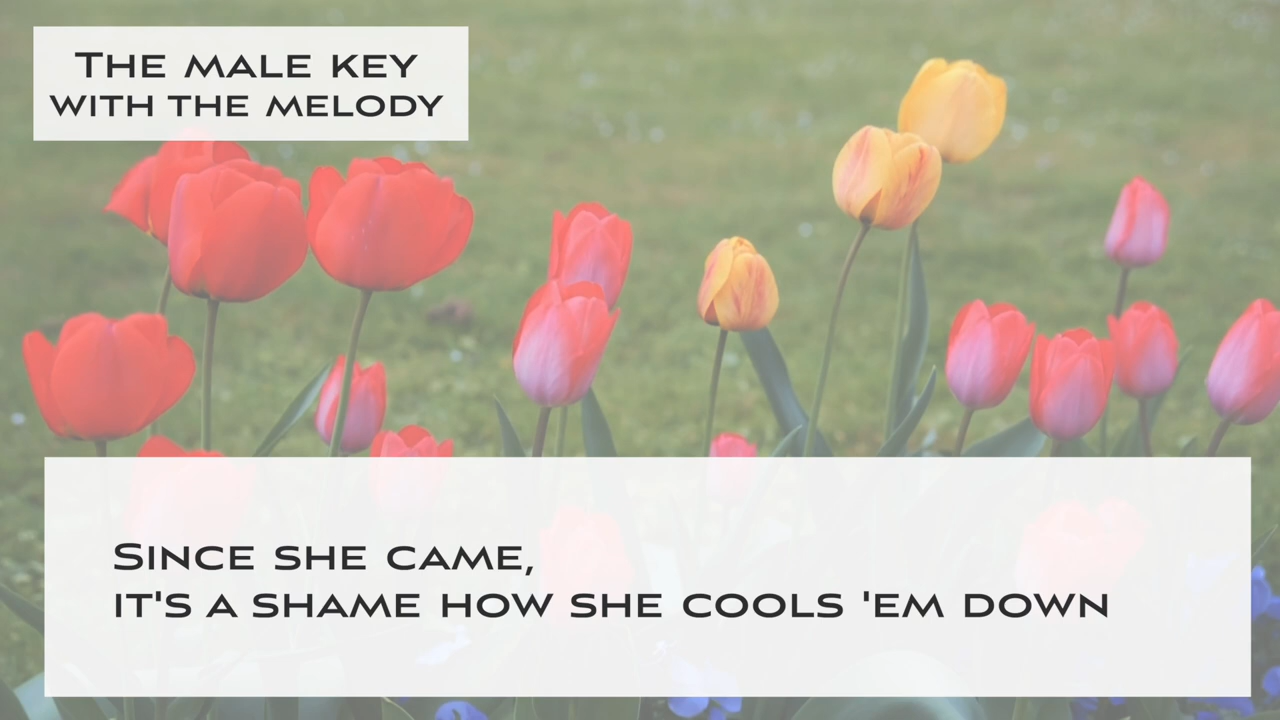 The male key
with the melody
Since she came,
it's a shame how she cools 'em down